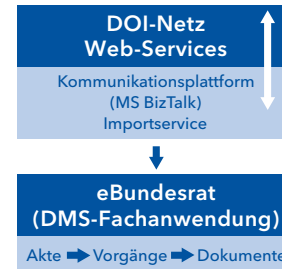 DOI-Netz
Web-Services
Kommunikationsplattform
(MS BizTalk)
Importservice
eBundesrat
(DMS-Fachanwendung)
Akte ➡ Vorgänge ➡ Dokumente